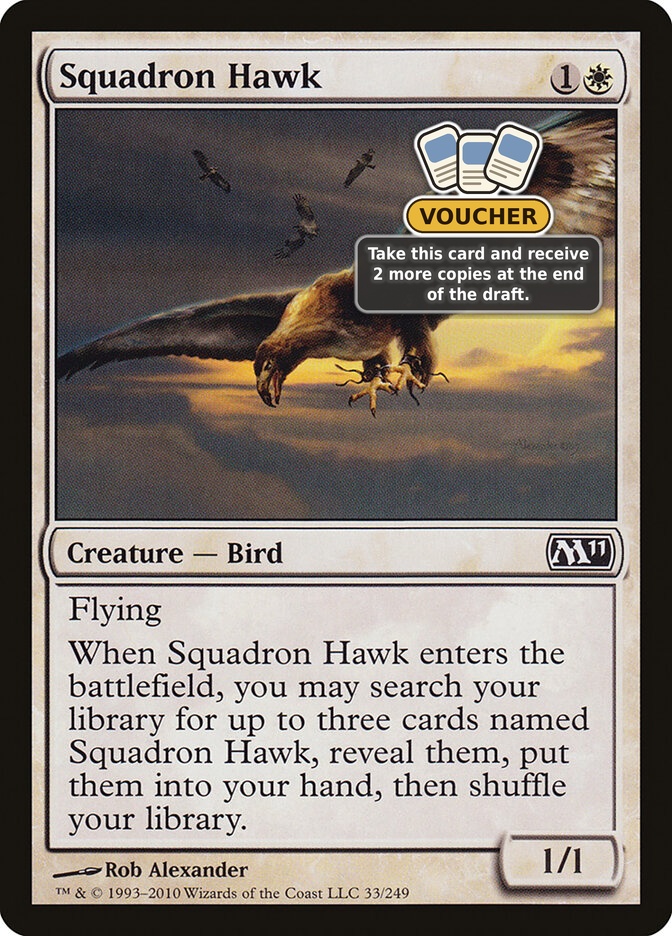 Squadron Hawk 1
VOUCHER
Take this card and receive
2 more copies at the end
of the draft.
Creature — Bird M11
Flying
When Squadron Hawk enters the
battlefield, you may search your
library for up to three cards named
Squadron Hawk, reveal them, put
them into your hand, then shuffle
your library.
1/1
Rob Alexander
™ & © 1993–2010 Wizards of the Coast LLC 33/249